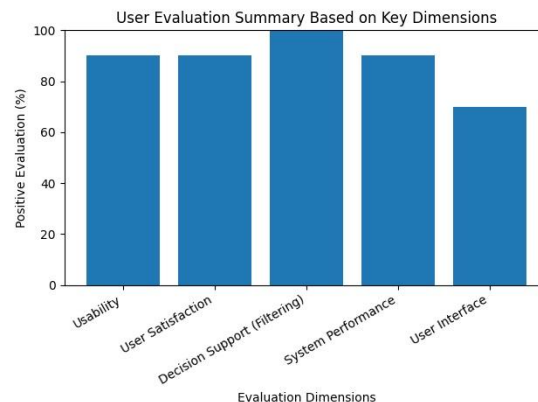 User Evaluation Summary Based on Key Dimensions
Positive Evaluation (%)
100
80
60
40
20
0
Usability
User Satisfaction
Decision Support (Filtering)
System Performance
User Interface
Evaluation Dimensions